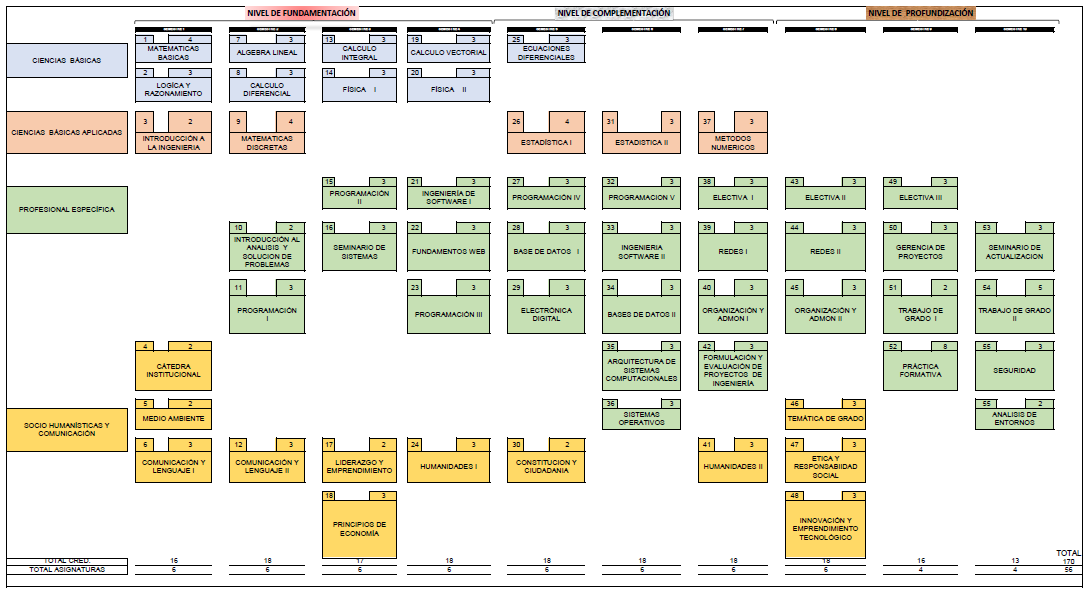 NIVEL DE FUNDAMENTACIÓN
NIVEL DE COMPLEMENTACIÓN
NIVEL DE PROFUNDIZACIÓN
CIENCIAS BÁSICAS
1 4
MATEMATICAS
BASICAS
7 3
ALGEBRA LINEAL
13 3
CALCULO
INTEGRAL
19 3
CALCULO VECTORIAL
25 3
ECUACIONES
DIFERENCIALES
2 3
LOGÍCA Y
RAZONAMIENTO
8 3
CALCULO
DIFERENCIAL
14 3
FÍSICA I
20 3
FÍSICA II
CIENCIAS BÁSICAS APLICADAS
3 2
INTRODUCCIÓN A
LA INGENIERIA
9 4
MATEMATICAS
DISCRETAS
26 4
ESTADÍSTICA I
31 3
ESTADISTICA II
37 3
METODOS
NUMERICOS
PROFESIONAL ESPECÍFICA
15 3
PROGRAMACIÓN
II
21 3
INGENIERÍA DE
SOFTWARE I
27 3
PROGRAMACIÓN IV
32 3
PROGRAMACION V
38 3
ELECTIVA I
43 3
ELECTIVA II
49 3
ELECTIVA III
10 2
INTRODUCCIÓN AL
ANALISIS Y
SOLUCION DE
PROBLEMAS
16 3
SEMINARIO DE
SISTEMAS
22 3
FUNDAMENTOS WEB
28 3
BASE DE DATOS I
33 3
INGENIERIA
SOFTWARE II
39 3
REDES I
44 3
REDES II
50 3
GERENCIA DE
PROYECTOS
53 3
SEMINARIO DE
ACTUALIZACION
11 3
PROGRAMACIÓN
I
23 3
PROGRAMACIÓN III
29 3
ELECTRÓNICA
DIGITAL
34 3
BASES DE DATOS II
40 3
ORGANIZACIÓN Y
ADMON I
45 3
ORGANIZACIÓN Y
ADMON II
51 2
TRABAJO DE
GRADO I
54 5
TRABAJO DE GRADO
II
4 2
CÁTEDRA
INSTITUCIONAL
35 3
ARQUITECTURA DE
SISTEMAS
COMPUTACIONALES
42 3
FORMULACIÓN Y
EVALUACIÓN DE
PROYECTOS DE
INGENIERÍA
52 8
PRÁCTICA
FORMATIVA
55 3
SEGURIDAD
SOCIO HUMANÍSTICAS Y
COMUNICACIÓN
5 2
MEDIO AMBIENTE
36 3
SISTEMAS
OPERATIVOS
46 3
TEMÁTICA DE GRADO
55 2
ANALISIS DE
ENTORNOS
6 3
COMUNICACIÓN Y
LENGUAJE I
12 3
COMUNICACIÓN Y
LENGUAJE II
17 2
LIDERAZGO Y
EMPRENDIMIENTO
24 3
HUMANIDADES I
30 2
CONSTITUCION Y
CIUDADANIA
41 3
HUMANIDADES II
47 3
ETICA Y
RESPONSABIIDAD
SOCIAL
18 3
PRINCIPIOS DE
ECONOMÍA
48 3
INNOVACIÓN Y
EMPRENDIMIENTO
TECNOLÓGICO
TOTAL
TOTAL CRED. 16 18 17 18 18 18 18 18 16 13 170
TOTAL ASIGNATURAS 6 6 6 6 6 6 6 6 4 4 56